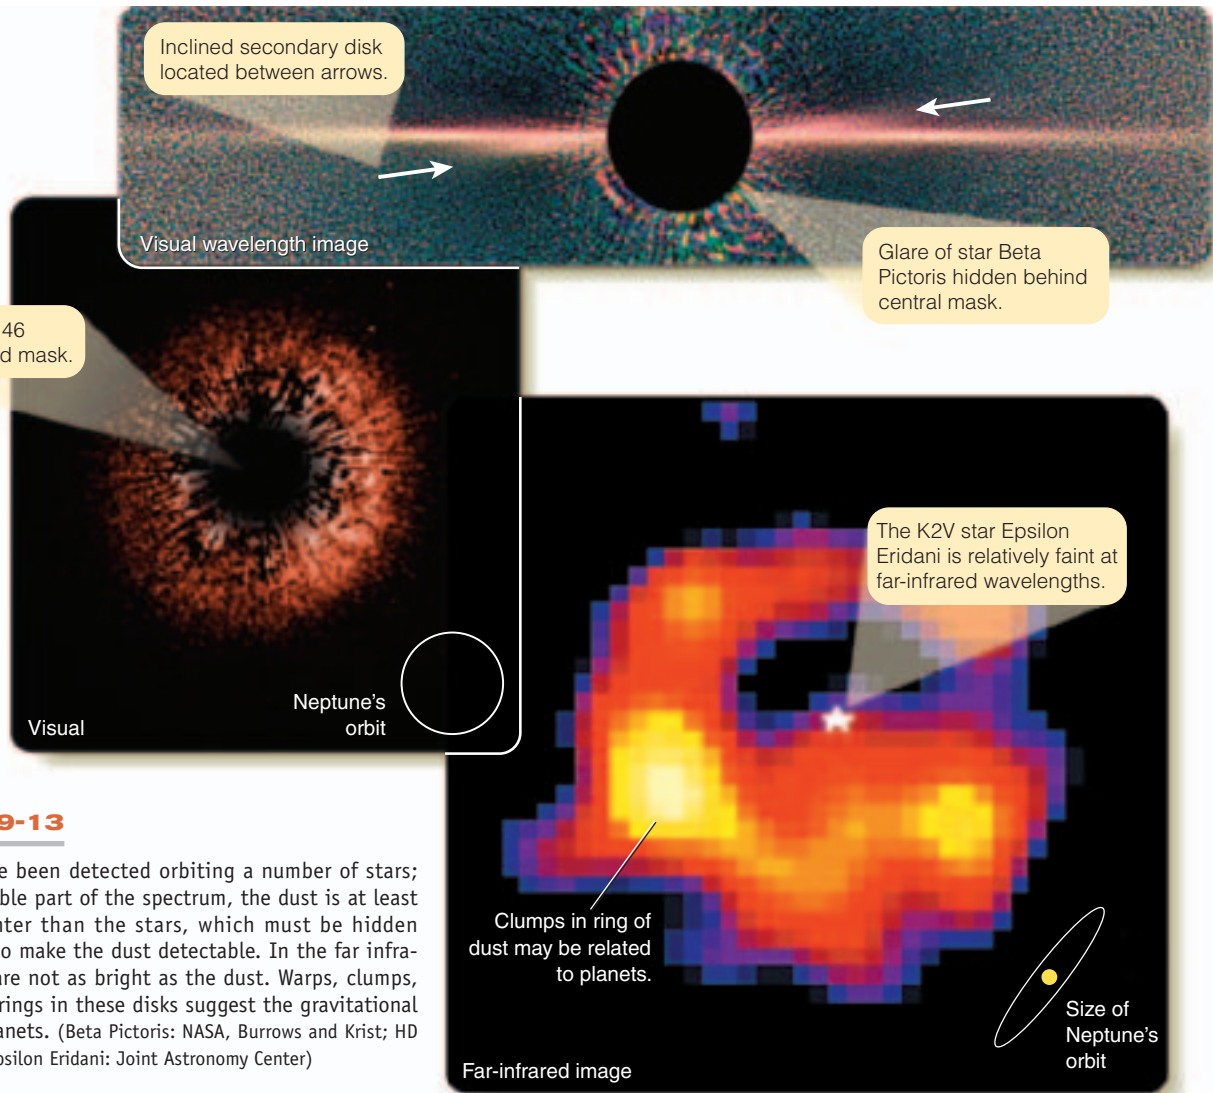 Inclined secondary disk
located between arrows.
Visual wavelength image
Glare of star Beta
Pictoris hidden behind
central mask.
46
d mask.
Neptune's
orbit
Visual
The K2V star Epsilon
Eridani is relatively faint at
far-infrared wavelengths.
Clumps in ring of
dust may be related
to planets.
Size of
Neptune's
orbit
Far-infrared image
9-13
e been detected orbiting a number of stars;
ble part of the spectrum, the dust is at least
nter than the stars, which must be hidden
o make the dust detectable. In the far infra-
are not as bright as the dust. Warps, clumps,
rings in these disks suggest the gravitational
anets. (Beta Pictoris: NASA, Burrows and Krist; HD
psilon Eridani: Joint Astronomy Center)